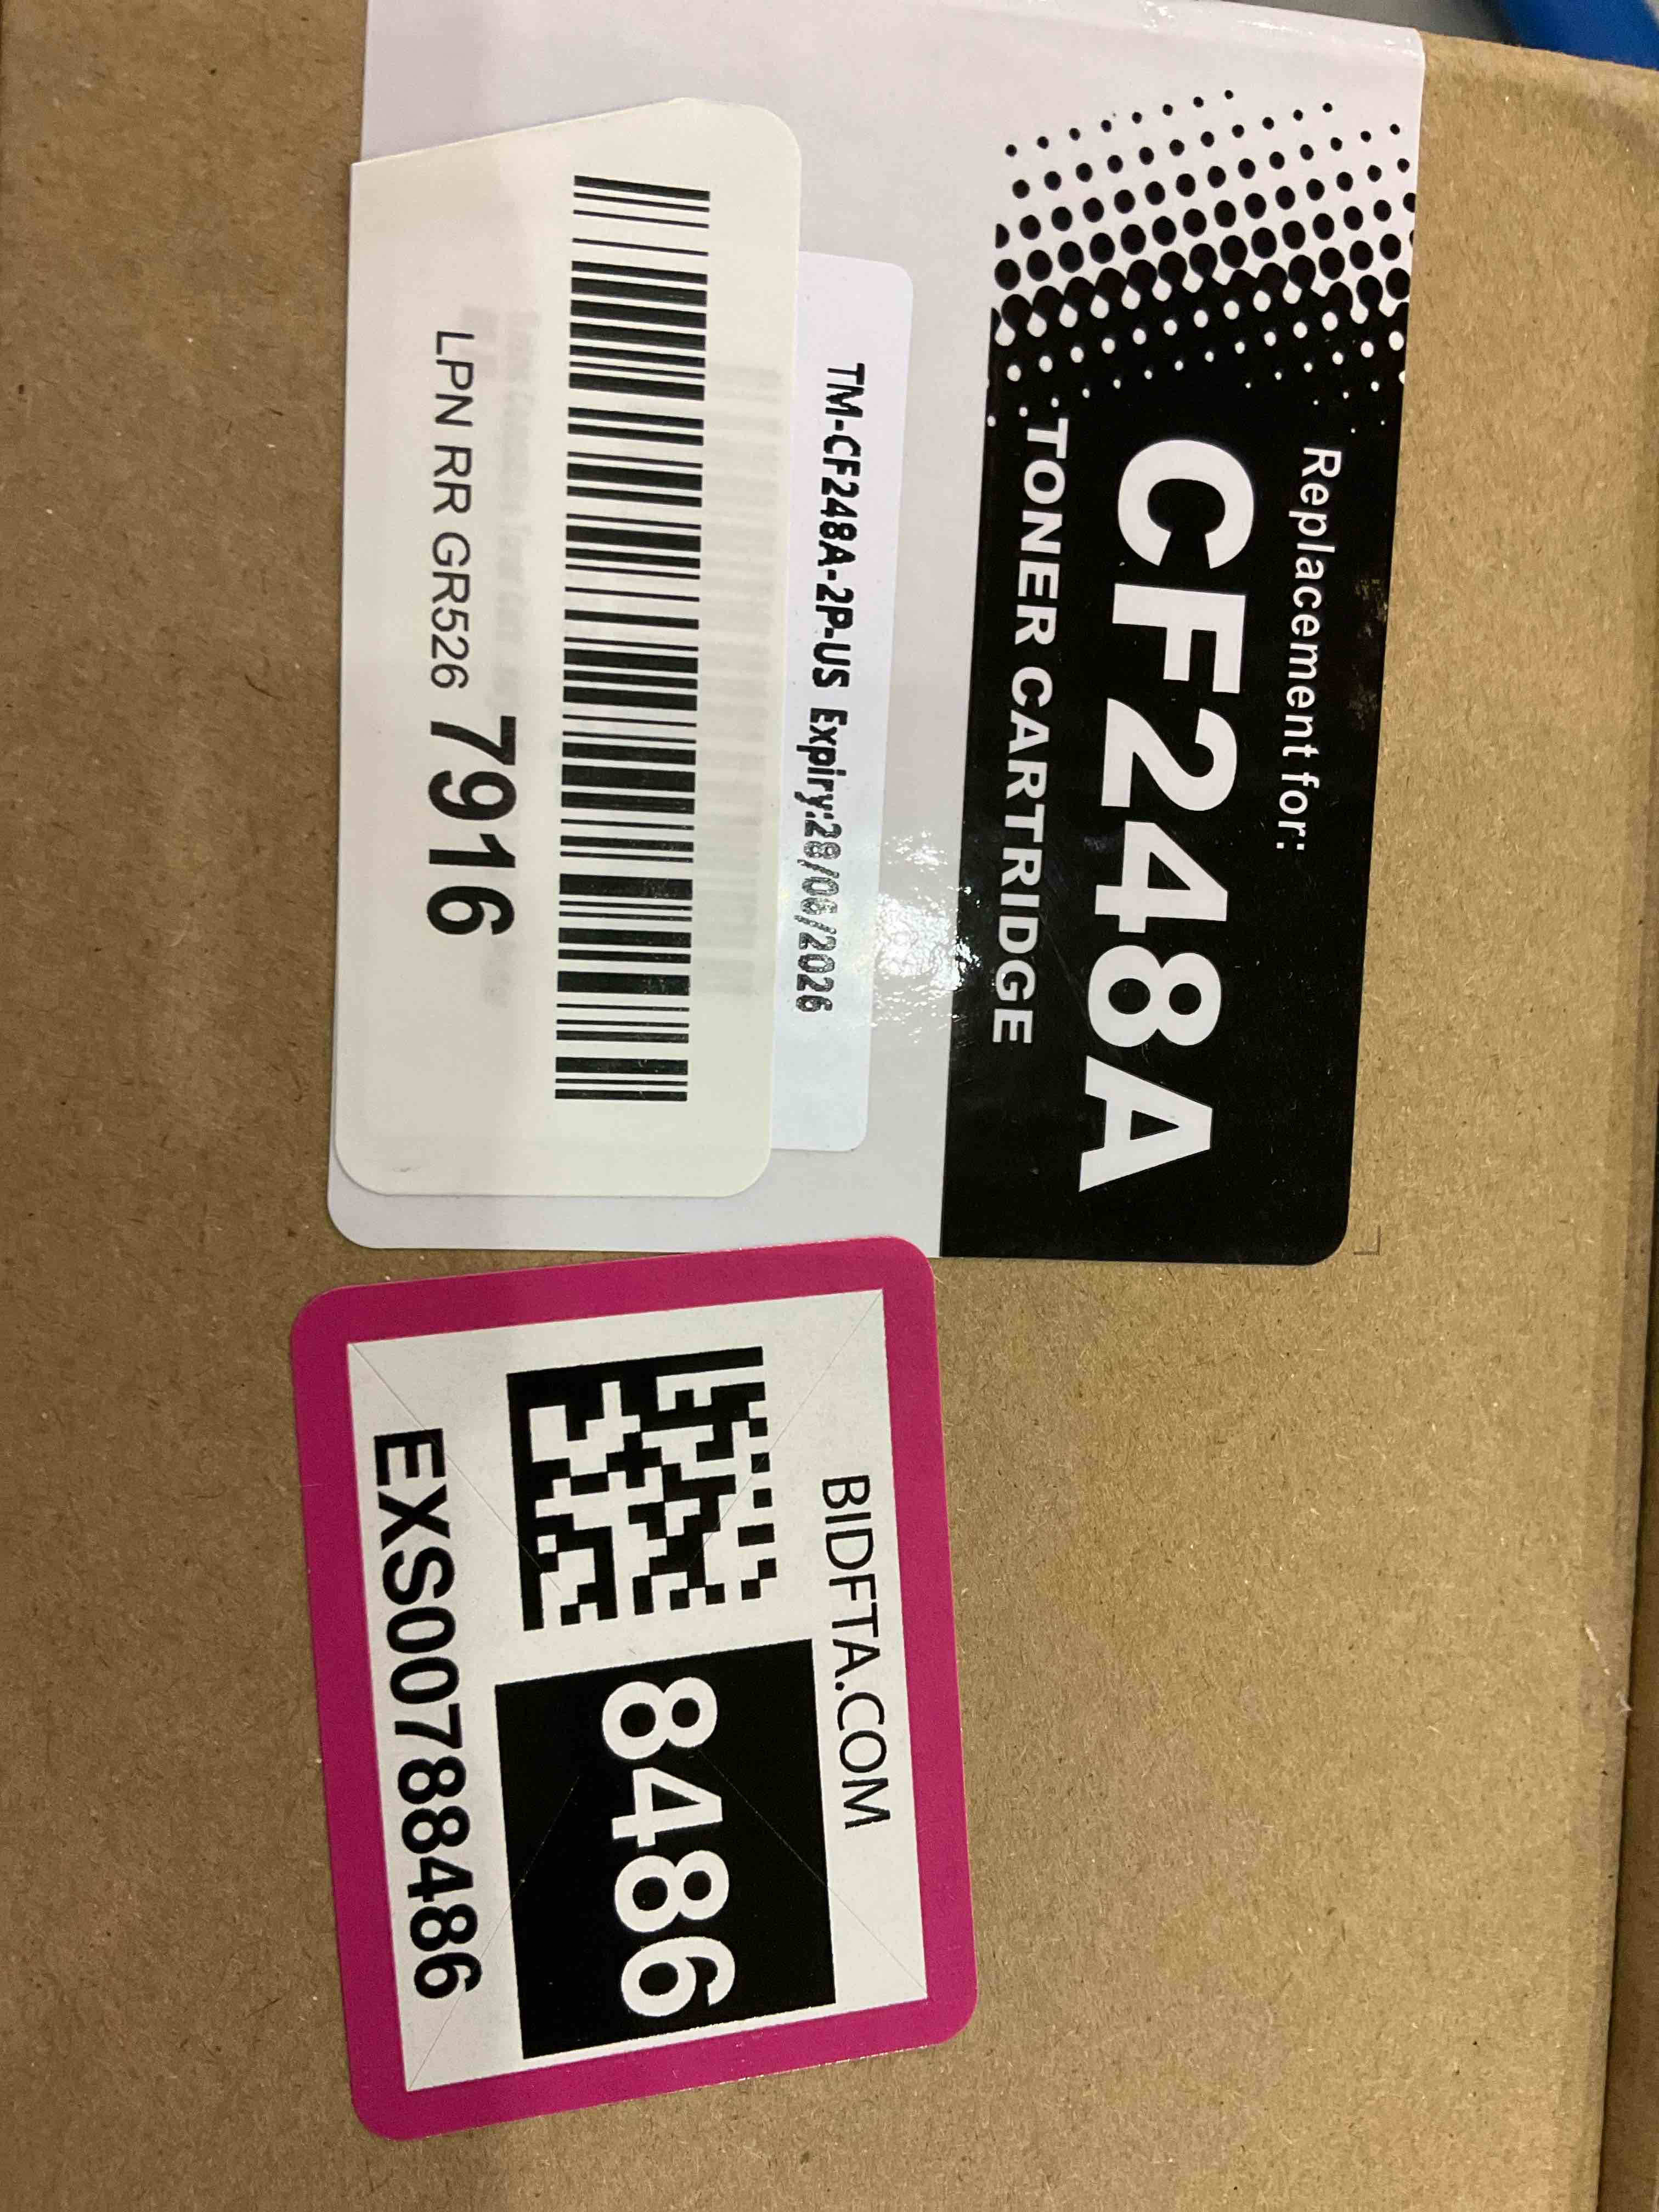 Replacement for:
CF248A
TONER CARTRIDGE
TM-CF248A-2P-US Expiry:28/06/2026
LPN RR GR526 7916
BIDFTA.COM
8486
EXS00788486